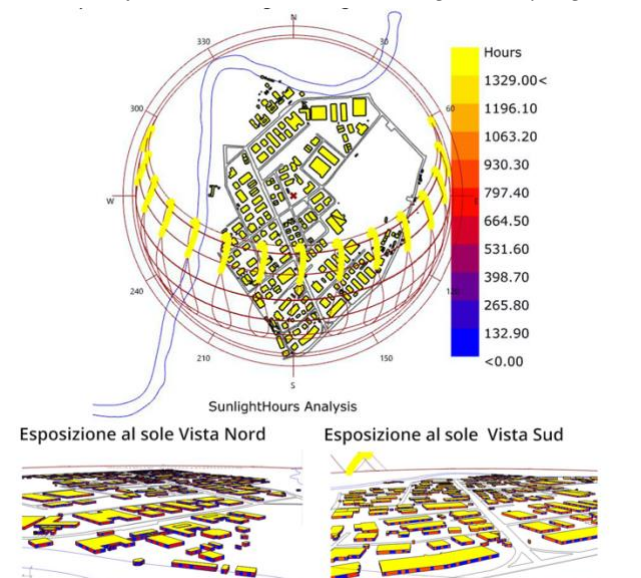 N
330
30
300
60
W
240
120
210
150
S
Hours
1329.00<
1196.10
1063.20
930.30
797.40
664.50
531.60
398.70
265.80
132.90
<0.00
SunlightHours Analysis
Esposizione al sole Vista Nord
Esposizione al sole Vista Sud